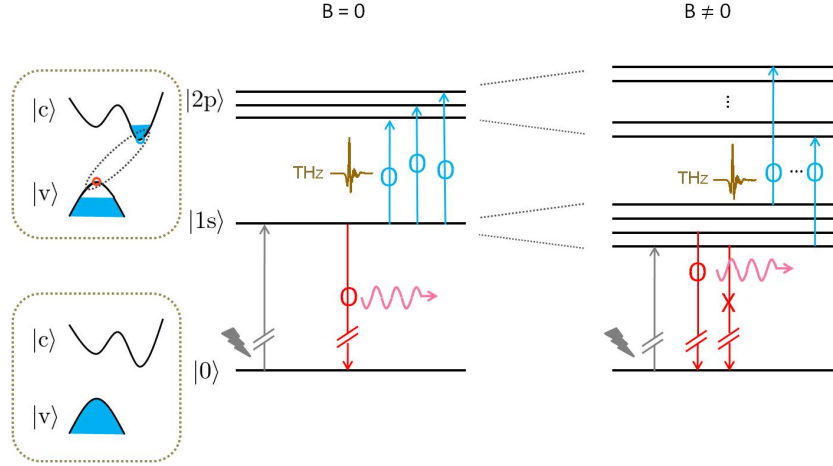 B = 0
B ≠ 0
|c⟩
|v⟩
|2p⟩
THz
THz
|1s⟩
O
O
O
O
O
...
O
O
X
|c⟩
|v⟩
|0⟩